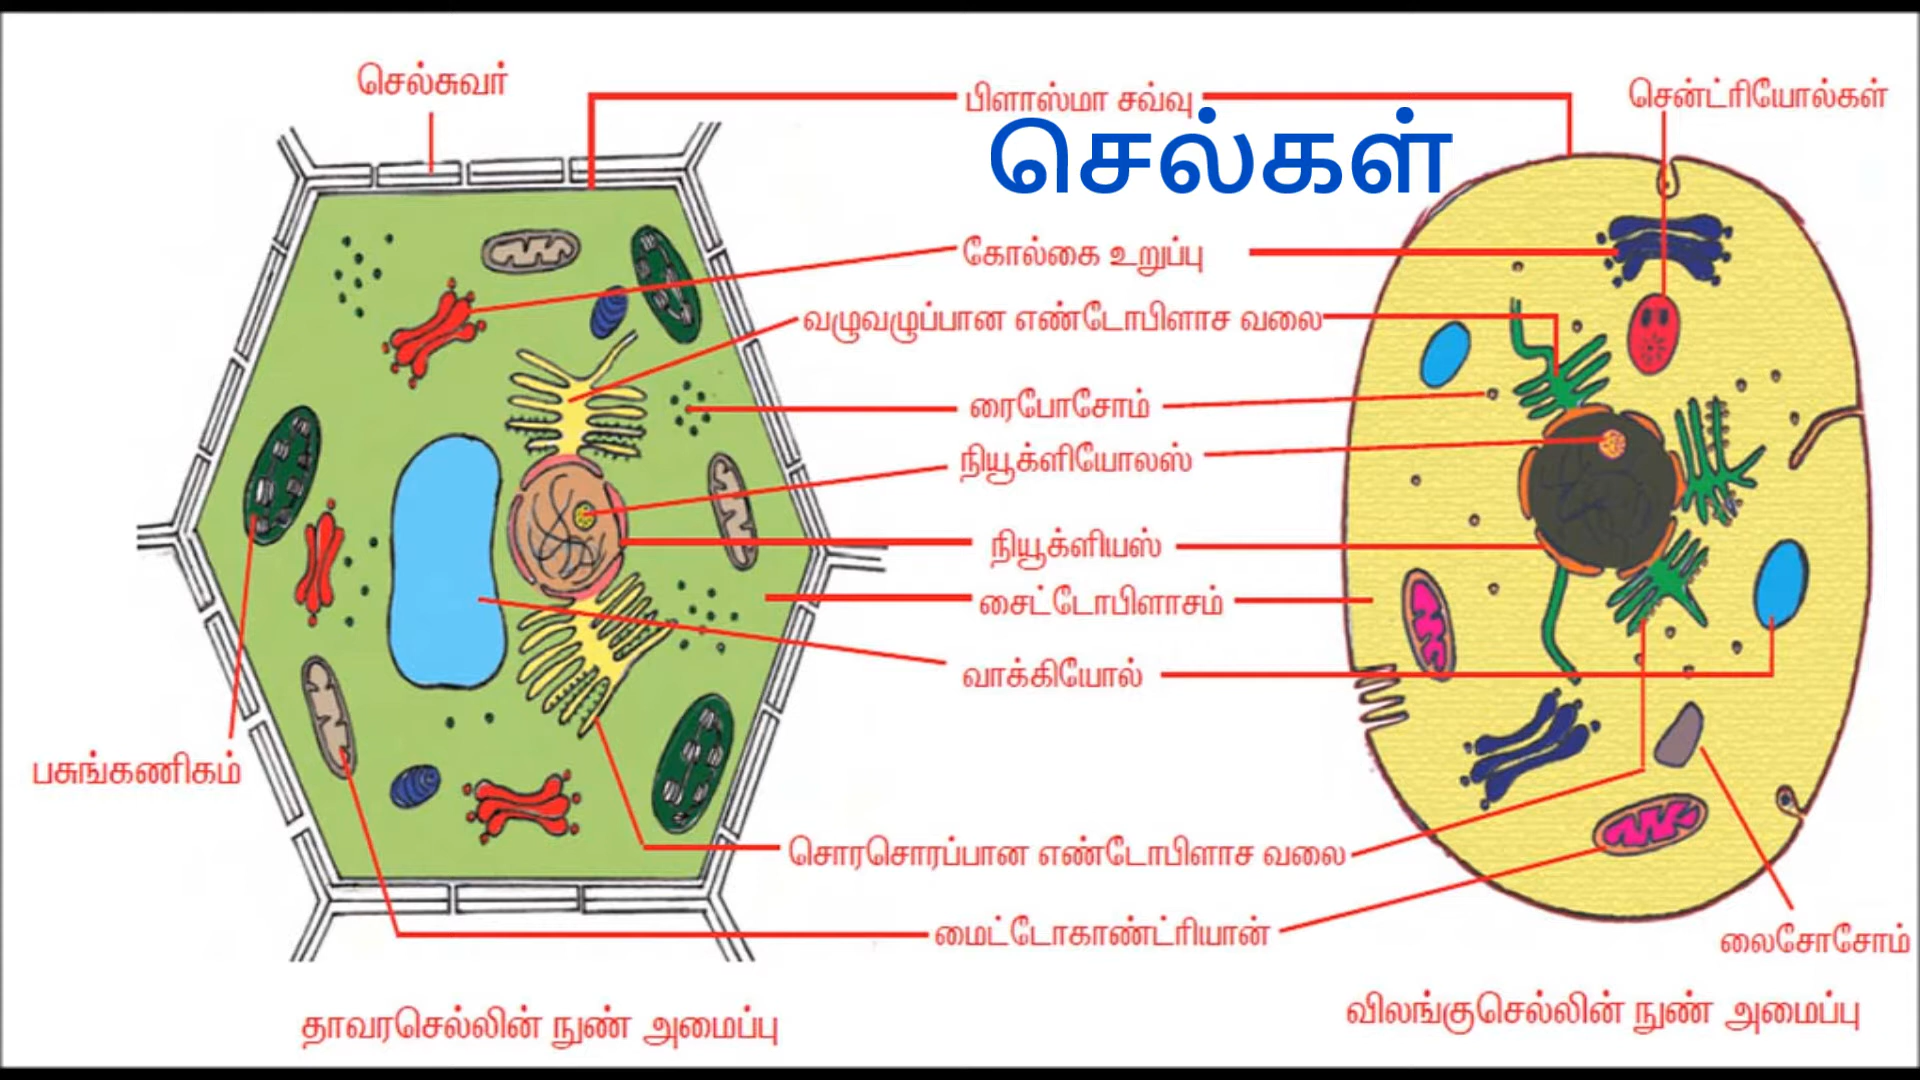 செல்சுவர்
பிளாஸ்மா சவ்வு
சென்ட்ரியோல்கள்
செல்கள்
கோல்கை உறுப்பு
வழுவழுப்பான எண்டோபிளாச வலை
ரைபோசோம்
நியூக்ளியோலஸ்
நியூக்ளியஸ்
சைட்டோபிளாசம்
வாக்கியோல்
பசுங்கணிகம்
சொரசொரப்பான எண்டோபிளாச வலை
மைட்டோகாண்ட்ரியான்
லைசோசோம்
தாவரசெல்லின் நுண் அமைப்பு
விலங்குசெல்லின் நுண் அமைப்பு